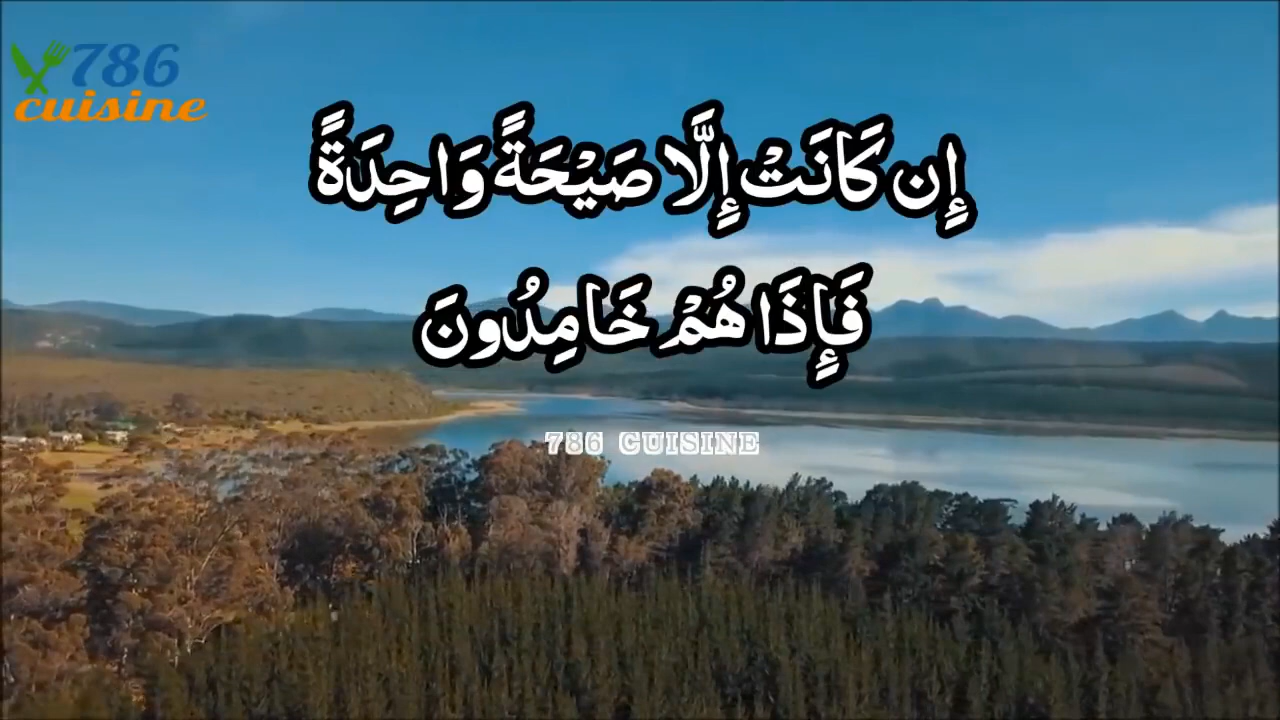 786
cuisine
إِن كَانَتْ إِلَّا صَيْحَةً وَاحِدَةً
فَإِذَا هُمْ خَامِدُونَ
786 CUISINE